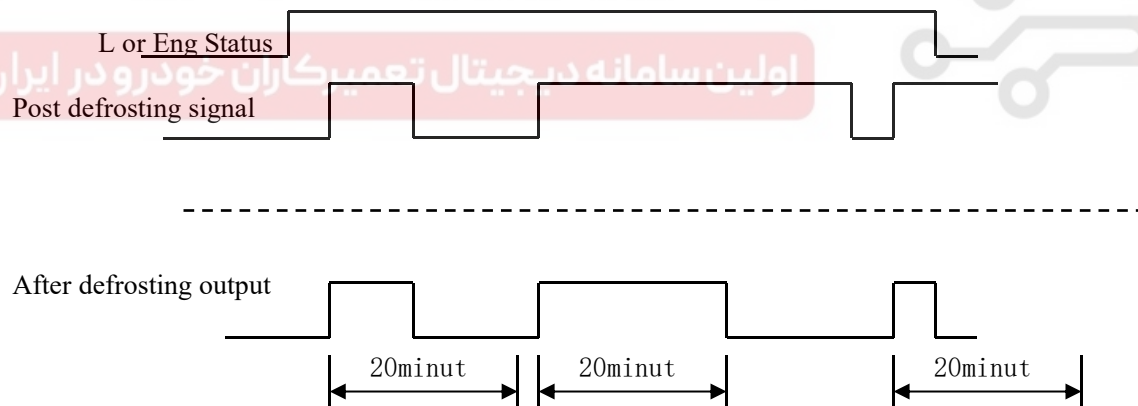 L or Eng Status
اولین سامانه دیجیتال تعمیرکاران خودرو در ایران
Post defrosting signal
After defrosting output
20minut
20minut
20minut